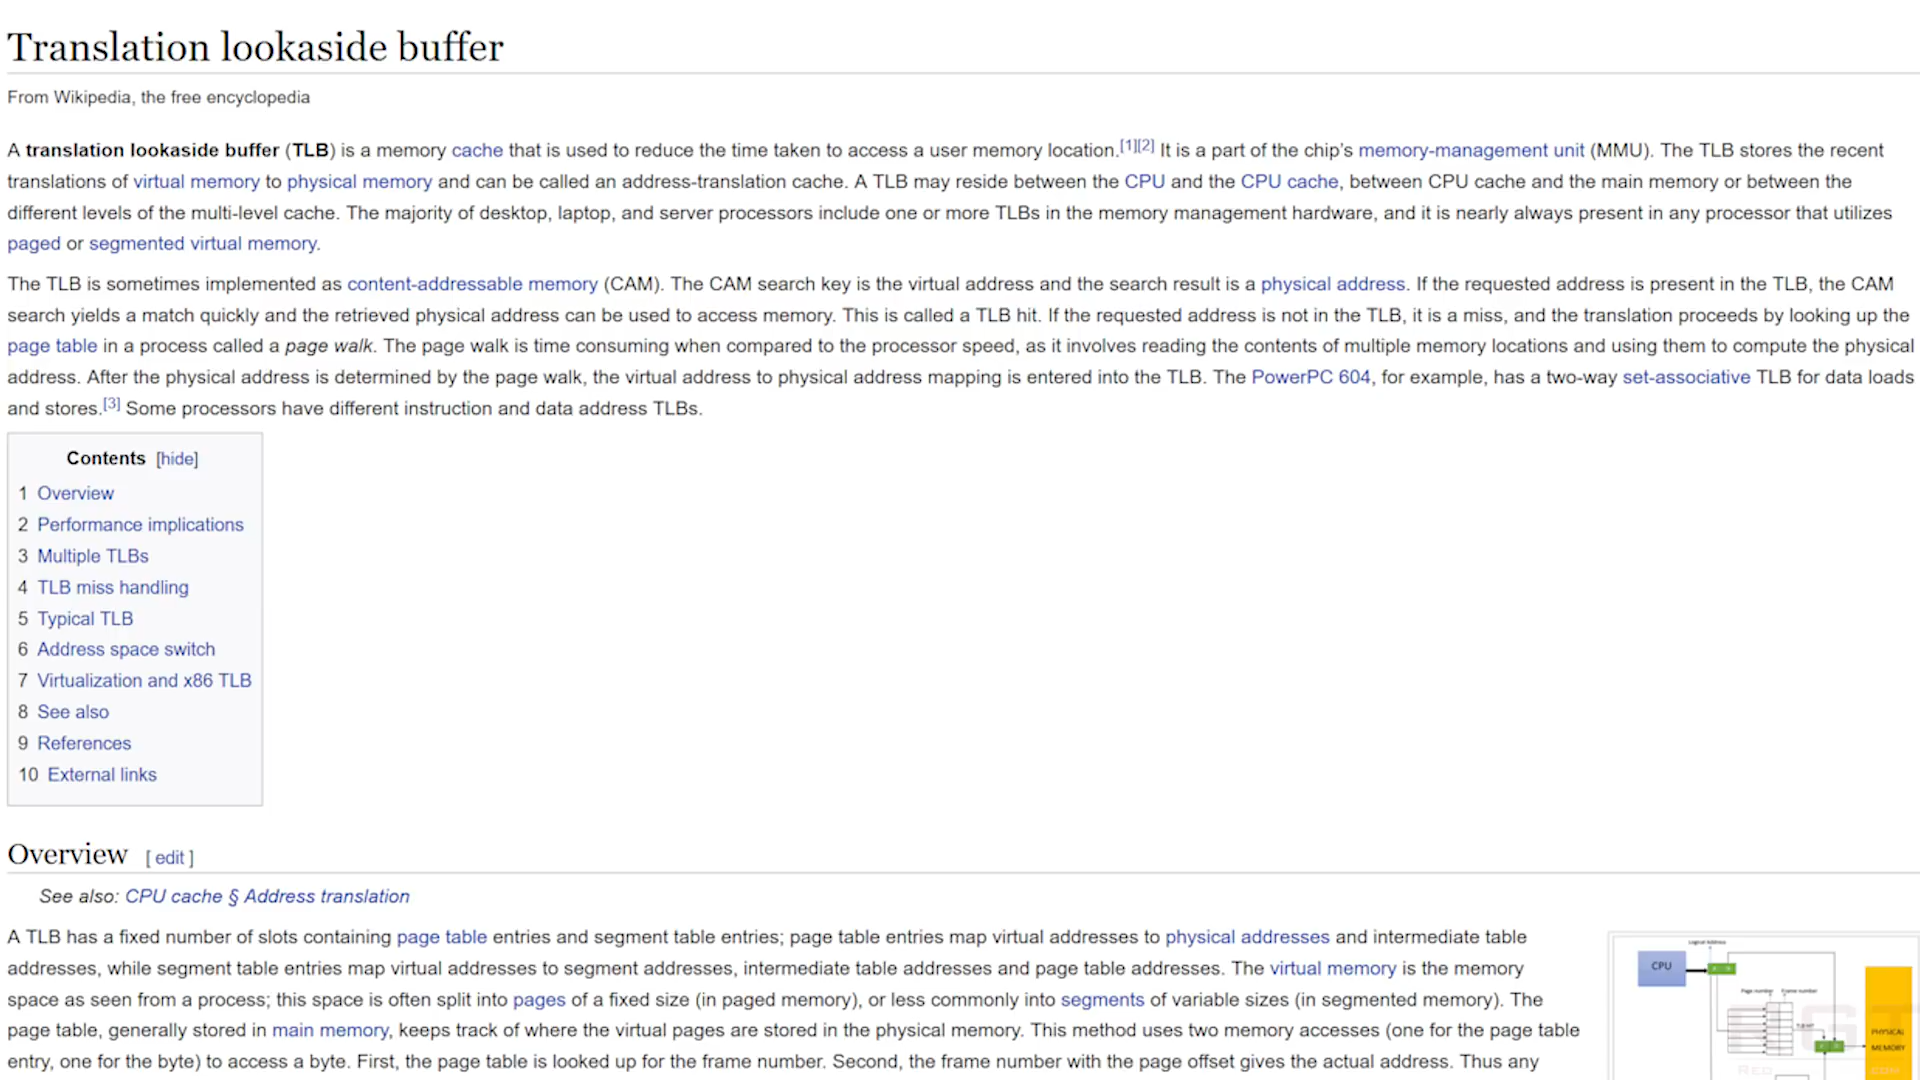 Translation lookaside buffer
From Wikipedia, the free encyclopedia
A translation lookaside buffer (TLB) is a memory cache that is used to reduce the time taken to access a user memory location.[1][2] It is a part of the chip's memory-management unit (MMU). The TLB stores the recent
translations of virtual memory to physical memory and can be called an address-translation cache. A TLB may reside between the CPU and the CPU cache, between CPU cache and the main memory or between the
different levels of the multi-level cache. The majority of desktop, laptop, and server processors include one or more TLBs in the memory management hardware, and it is nearly always present in any processor that utilizes
paged or segmented virtual memory.
The TLB is sometimes implemented as content-addressable memory (CAM). The CAM search key is the virtual address and the search result is a physical address. If the requested address is present in the TLB, the CAM
search yields a match quickly and the retrieved physical address can be used to access memory. This is called a TLB hit. If the requested address is not in the TLB, it is a miss, and the translation proceeds by looking up the
page table in a process called a page walk. The page walk is time consuming when compared to the processor speed, as it involves reading the contents of multiple memory locations and using them to compute the physical
address. After the physical address is determined by the page walk, the virtual address to physical address mapping is entered into the TLB. The PowerPC 604, for example, has a two-way set-associative TLB for data loads
and stores.[3] Some processors have different instruction and data address TLBs.
Contents [hide]
1 Overview
2 Performance implications
3 Multiple TLBs
4 TLB miss handling
5 Typical TLB
6 Address space switch
7 Virtualization and x86 TLB
8 See also
9 References
10 External links
Overview [ edit ]
See also: CPU cache § Address translation
A TLB has a fixed number of slots containing page table entries and segment table entries; page table entries map virtual addresses to physical addresses and intermediate table
addresses, while segment table entries map virtual addresses to segment addresses, intermediate table addresses and page table addresses. The virtual memory is the memory
space as seen from a process; this space is often split into pages of a fixed size (in paged memory), or less commonly into segments of variable sizes (in segmented memory). The
page table, generally stored in main memory, keeps track of where the virtual pages are stored in the physical memory. This method uses two memory accesses (one for the page table
entry, one for the byte) to access a byte. First, the page table is looked up for the frame number. Second, the frame number with the page offset gives the actual address. Thus any
Logical Address
CPU
Page number Frame number
TLB HIT
PHYSICAL
MEMORY